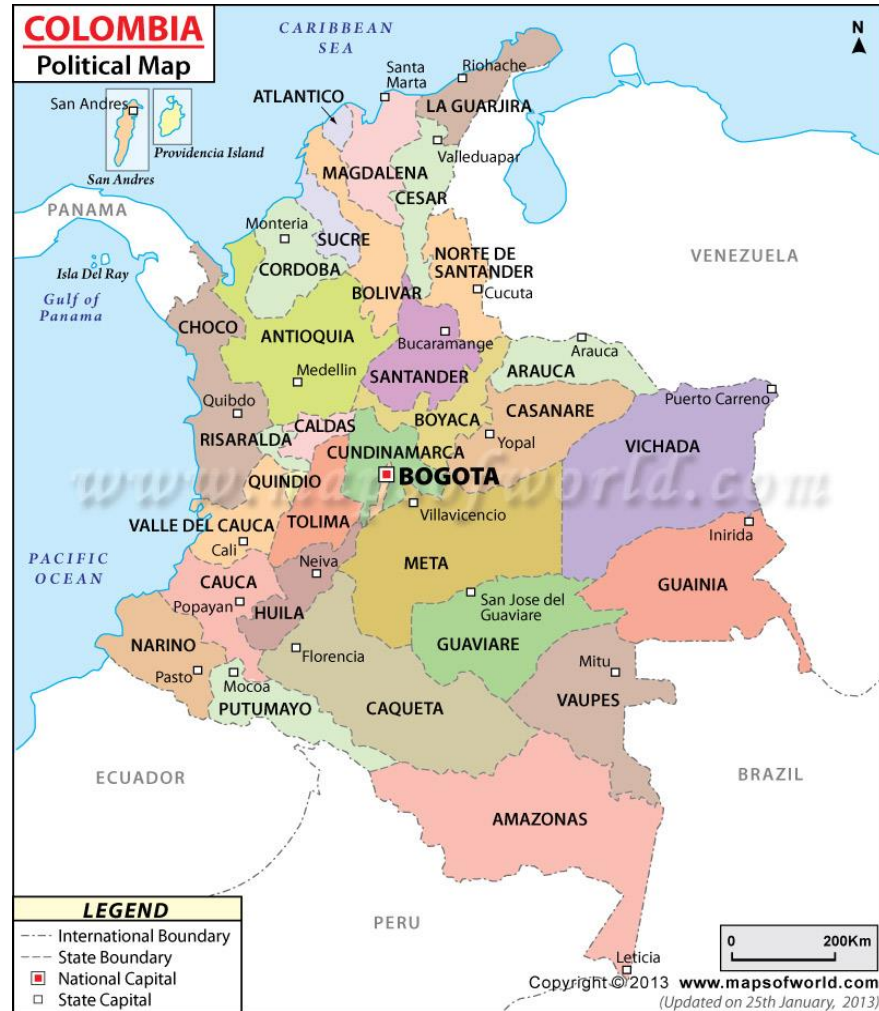 COLOMBIA
Political Map
CARIBBEAN
SEA
N
San Andres
Providencia Island
San Andres
Santa
Marta
Riohache
ATLANTICO
LA GUARJIRA
Valleduapar
MAGDALENA
CESAR
PANAMA
Monteria
SUCRE
NORTE DE
SANTANDER
VENEZUELA
Isla Del Ray
CORDOBA
Cucuta
Gulf of
Panama
BOLIVAR
CHOCO
ANTIOQUIA
Bucaramange
Arauca
Medellin
SANTANDER
ARAUCA
Puerto Carreno
Quibdo
CALDAS
BOYACA
CASANARE
RISARALDA
CUNDINAMARCA
Yopal
VICHADA
www.mapsofworld.com
QUINDIO
BOGOTA
VALLE DEL CAUCA
TOLIMA
Villavicencio
Inirida
Cali
PACIFIC
OCEAN
Neiva
META
CAUCA
GUAINIA
Popayan
HUILA
San Jose del
Guaviare
NARINO
Florencia
GUAVIARE
Mitu
Pasto
Mocoa
PUTUMAYO
CAQUETA
VAUPES
ECUADOR
BRAZIL
AMAZONAS
PERU
LEGEND
International Boundary
State Boundary
National Capital
State Capital
0 200Km
Leticia
Copyright © 2013 www.mapsofworld.com
(Updated on 25th January, 2013)